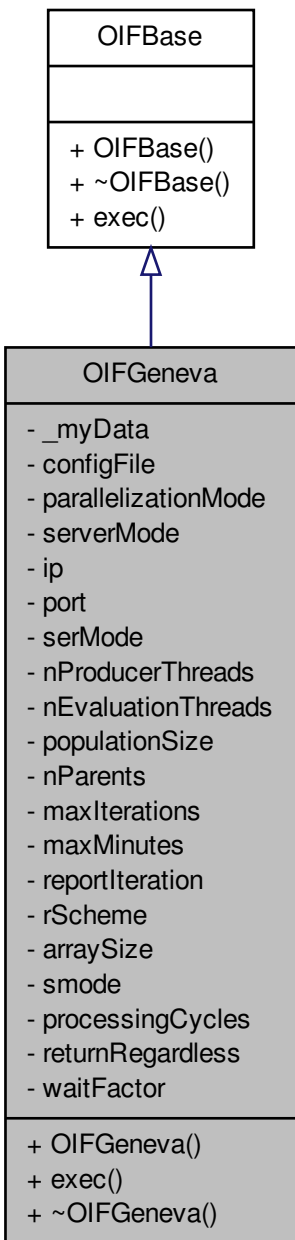 OIFBase
+ OIFBase()
+ ~OIFBase()
+ exec()
OIFGeneva
- _myData
- configFile
- parallelizationMode
- serverMode
- ip
- port
- serMode
- nProducerThreads
- nEvaluationThreads
- populationSize
- nParents
- maxIterations
- maxMinutes
- reportIteration
- rScheme
- arraySize
- smode
- processingCycles
- returnRegardless
- waitFactor
+ OIFGeneva()
+ exec()
+ ~OIFGeneva()